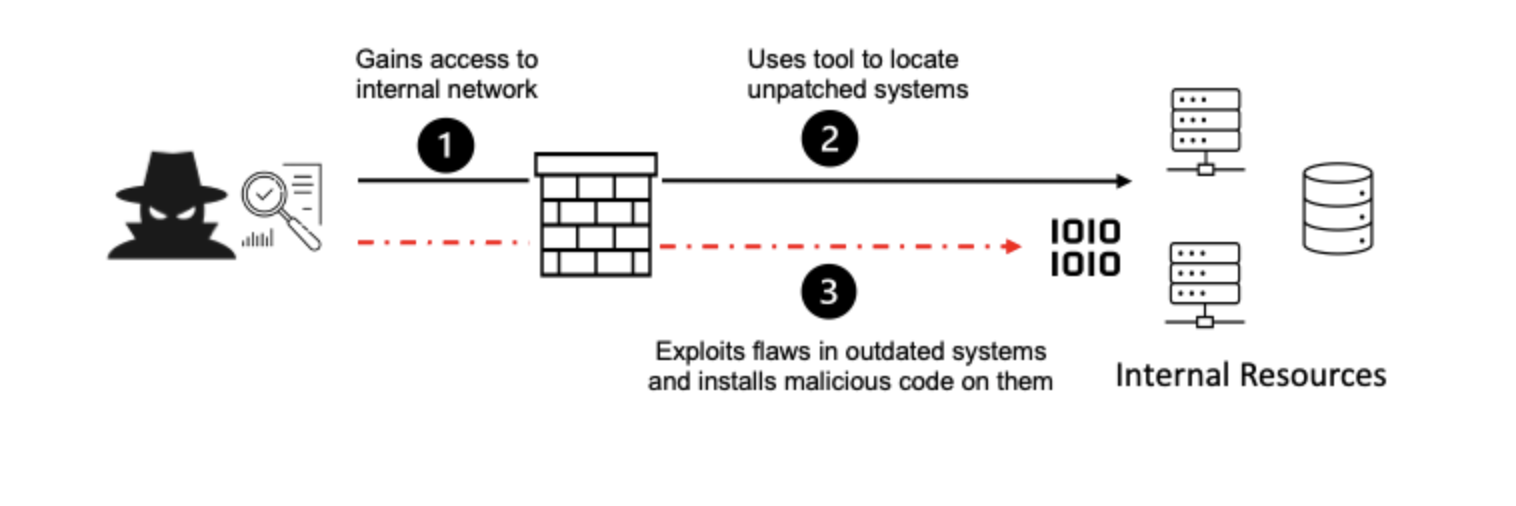 Gains access to
internal network
1
Uses tool to locate
unpatched systems
2
1010
1010
3
Exploits flaws in outdated systems
and installs malicious code on them
Internal Resources